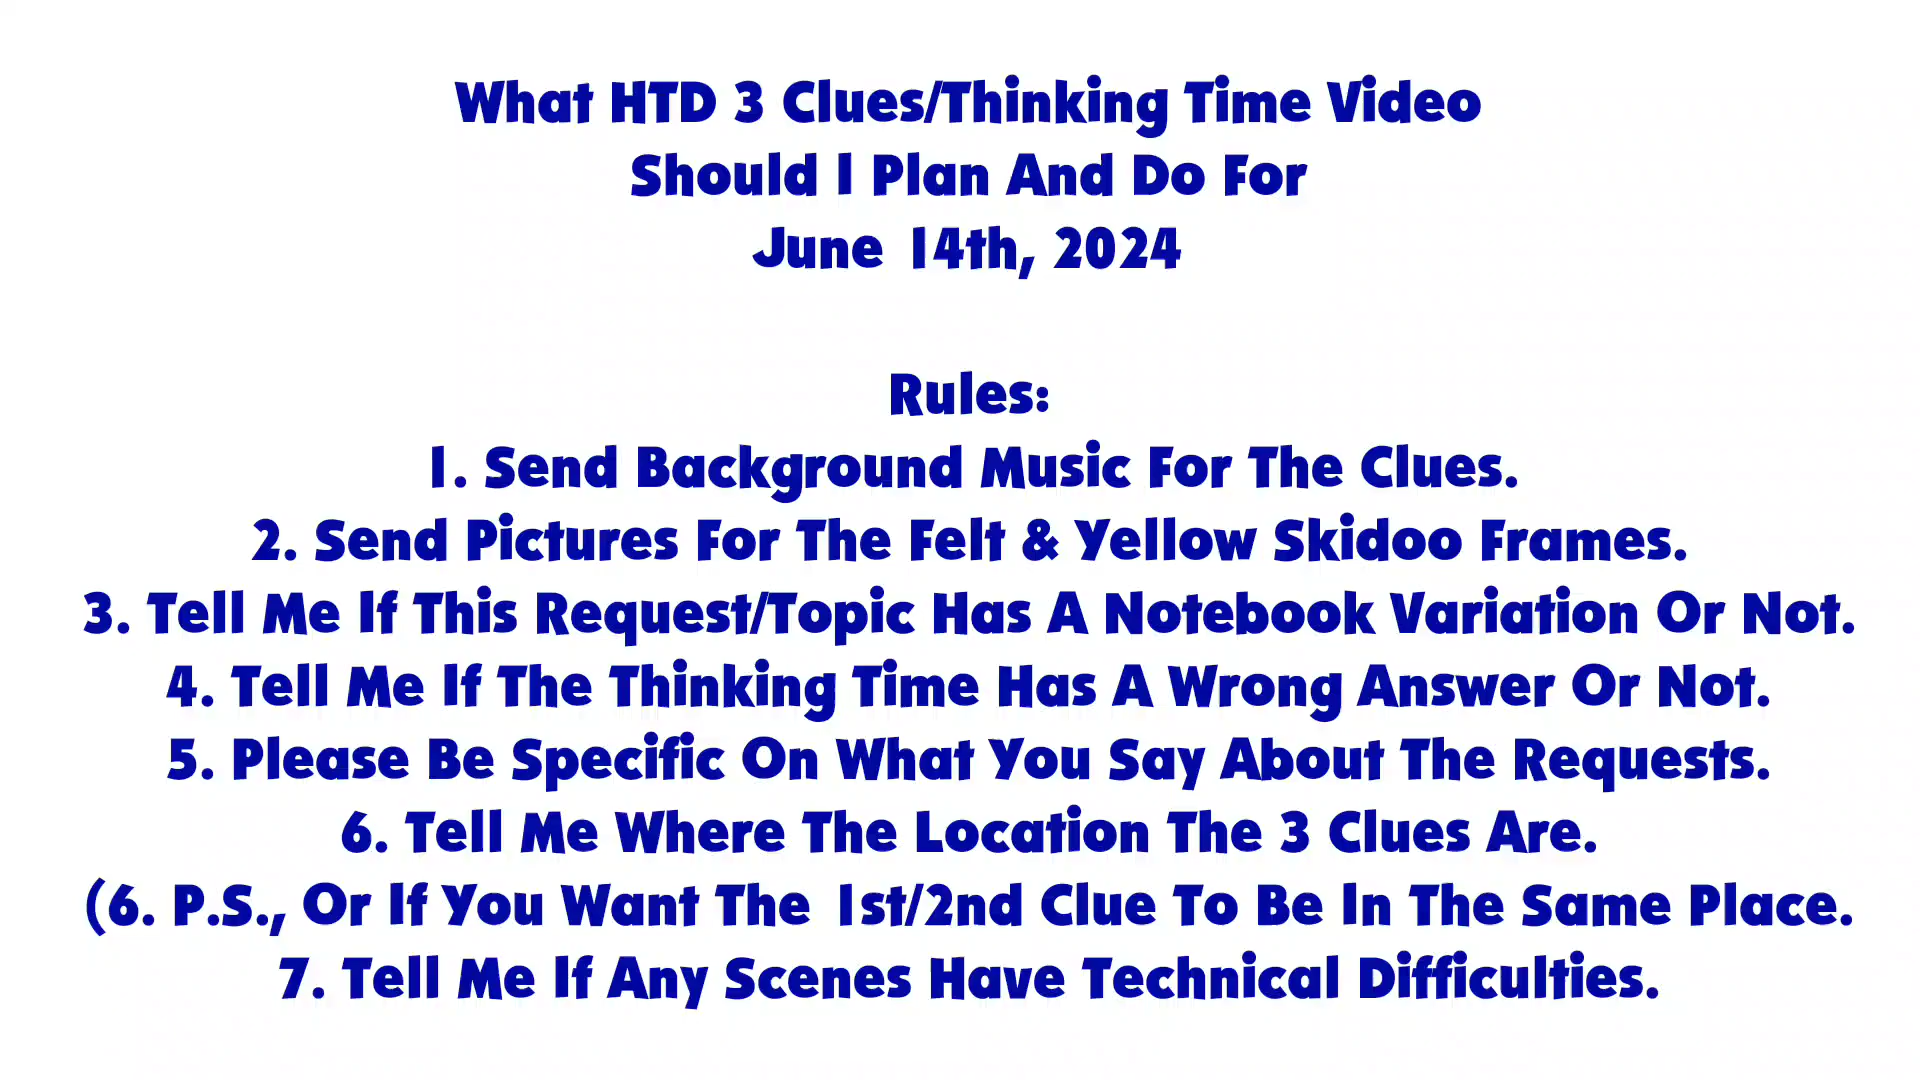 What HTD 3 Clues/Thinking Time Video
Should I Plan And Do For
June 14th, 2024
Rules:
1. Send Background Music For The Clues.
2. Send Pictures For The Felt & Yellow Skidoo Frames.
3. Tell Me If This Request/Topic Has A Notebook Variation Or Not.
4. Tell Me If The Thinking Time Has A Wrong Answer Or Not.
5. Please Be Specific On What You Say About The Requests.
6. Tell Me Where The Location The 3 Clues Are.
(6. P.S., Or If You Want The 1st/2nd Clue To Be In The Same Place.
7. Tell Me If Any Scenes Have Technical Difficulties.